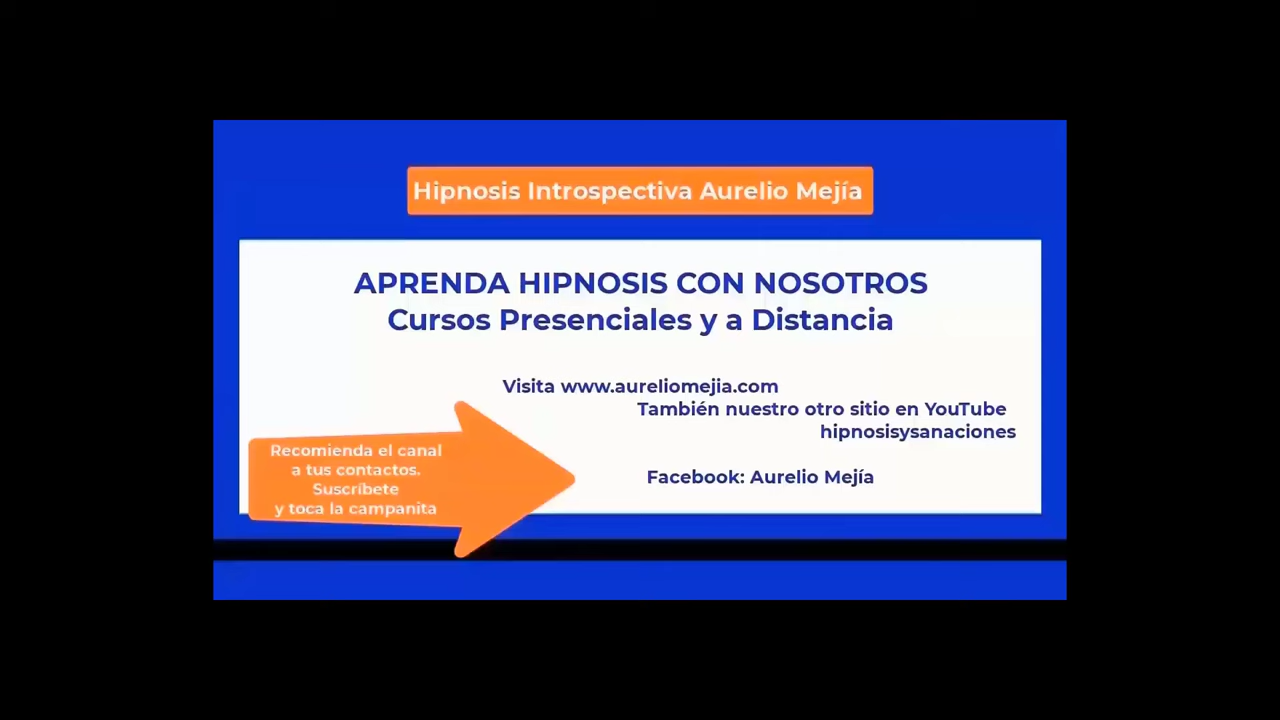 Hipnosis Introspectiva Aurelio Mejía
APRENDA HIPNOSIS CON NOSOTROS
Cursos Presenciales y a Distancia
Visita www.aureliomejia.com
También nuestro otro sitio en YouTube
hipnosisysanaciones
Facebook: Aurelio Mejía
Recomienda el canal
a tus contactos.
Suscríbete
y toca la campanita